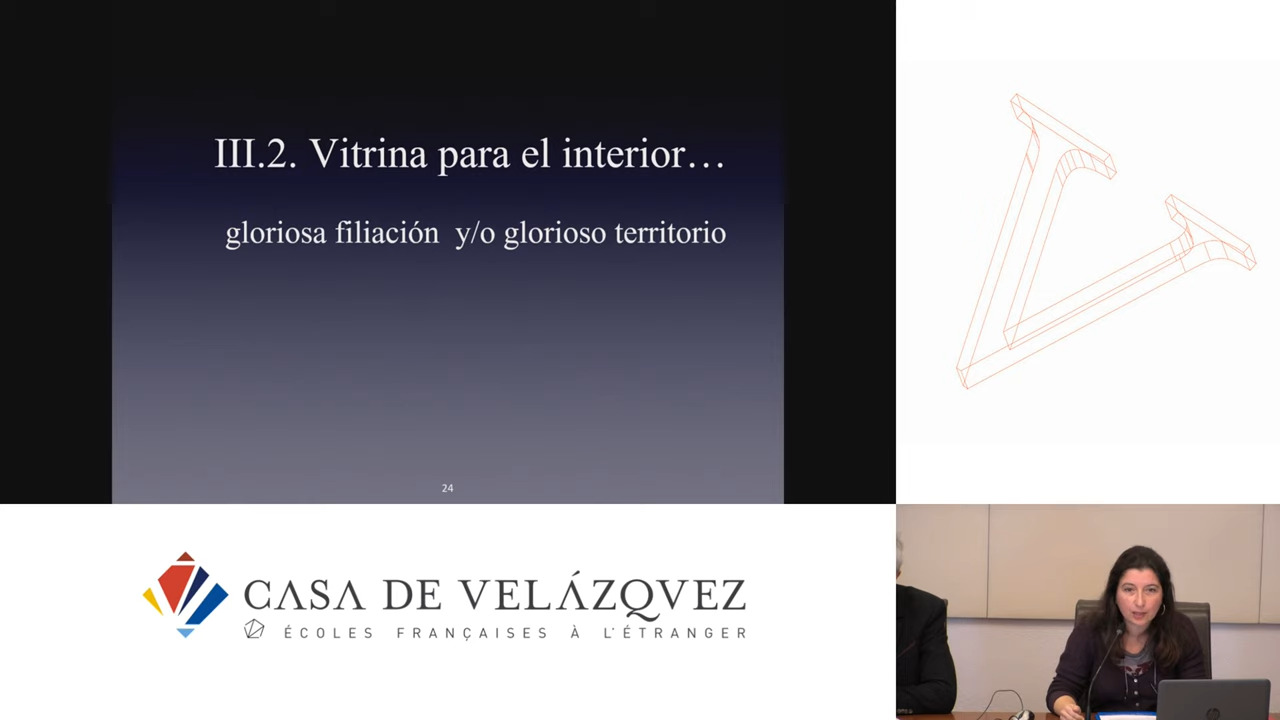 III.2. Vitrina para el interior…
gloriosa filiación y/o glorioso territorio
24
CASA DE VELÁZQVEZ
ÉCOLES FRANÇAISES À L'ÉTRANGER